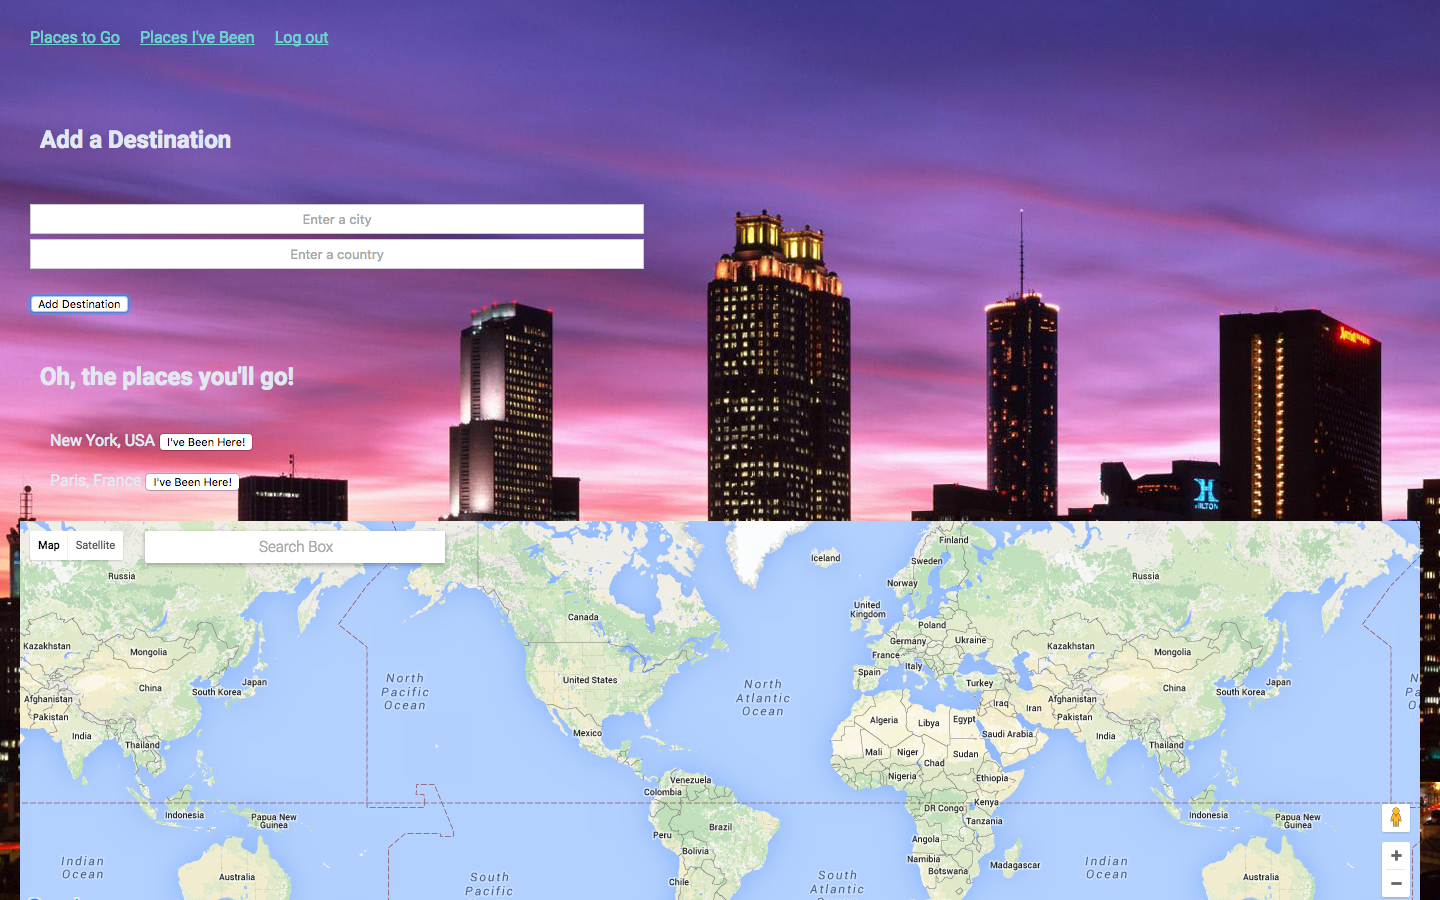 Places to Go Places I've Been Log out
Add a Destination
Enter a city
Enter a country
Add Destination
Oh, the places you'll go!
New York, USA I've Been Here!
Paris, France I've Been Here!
Marriott
HILTON
Map Satellite
Search Box
Finland
Iceland
Sweden
Russia
Russia
Norway
United
Kingdom
Canada
Poland
Germany
Ukraine
Kazakhstan
Mongolia
France
Italy
Kazakhstan
Mongolia
Spain
North
Pacific
Ocean
United States
North
Atlantic
Ocean
Turkey
China
South Korea
Japan
China
South Korea
Japan
Afghanistan
Pakistan
Iraq
Iran
Afghanistan
Pakistan
India
Thailand
Mexico
Algeria
Libya
Egypt
Saudi Arabia
India
Thailand
Mali
Niger
Sudan
Chad
Venezuela
Colombia
Nigeria
Ethiopia
Indonesia
Papua New
Guinea
DR Congo
Kenya
Tanzania
Indonesia
Papua New
Guinea
Peru
Brazil
Angola
Bolivia
Namibia
Botswana
Madagascar
Indian
Ocean
Australia
South
Pacific
Chile
South
Atlantic
Indian
Ocean
Australia